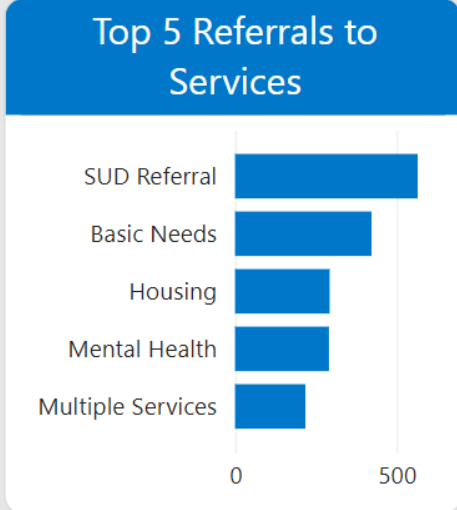 Top 5 Referrals to
Services
SUD Referral
Basic Needs
Housing
Mental Health
Multiple Services
0 500